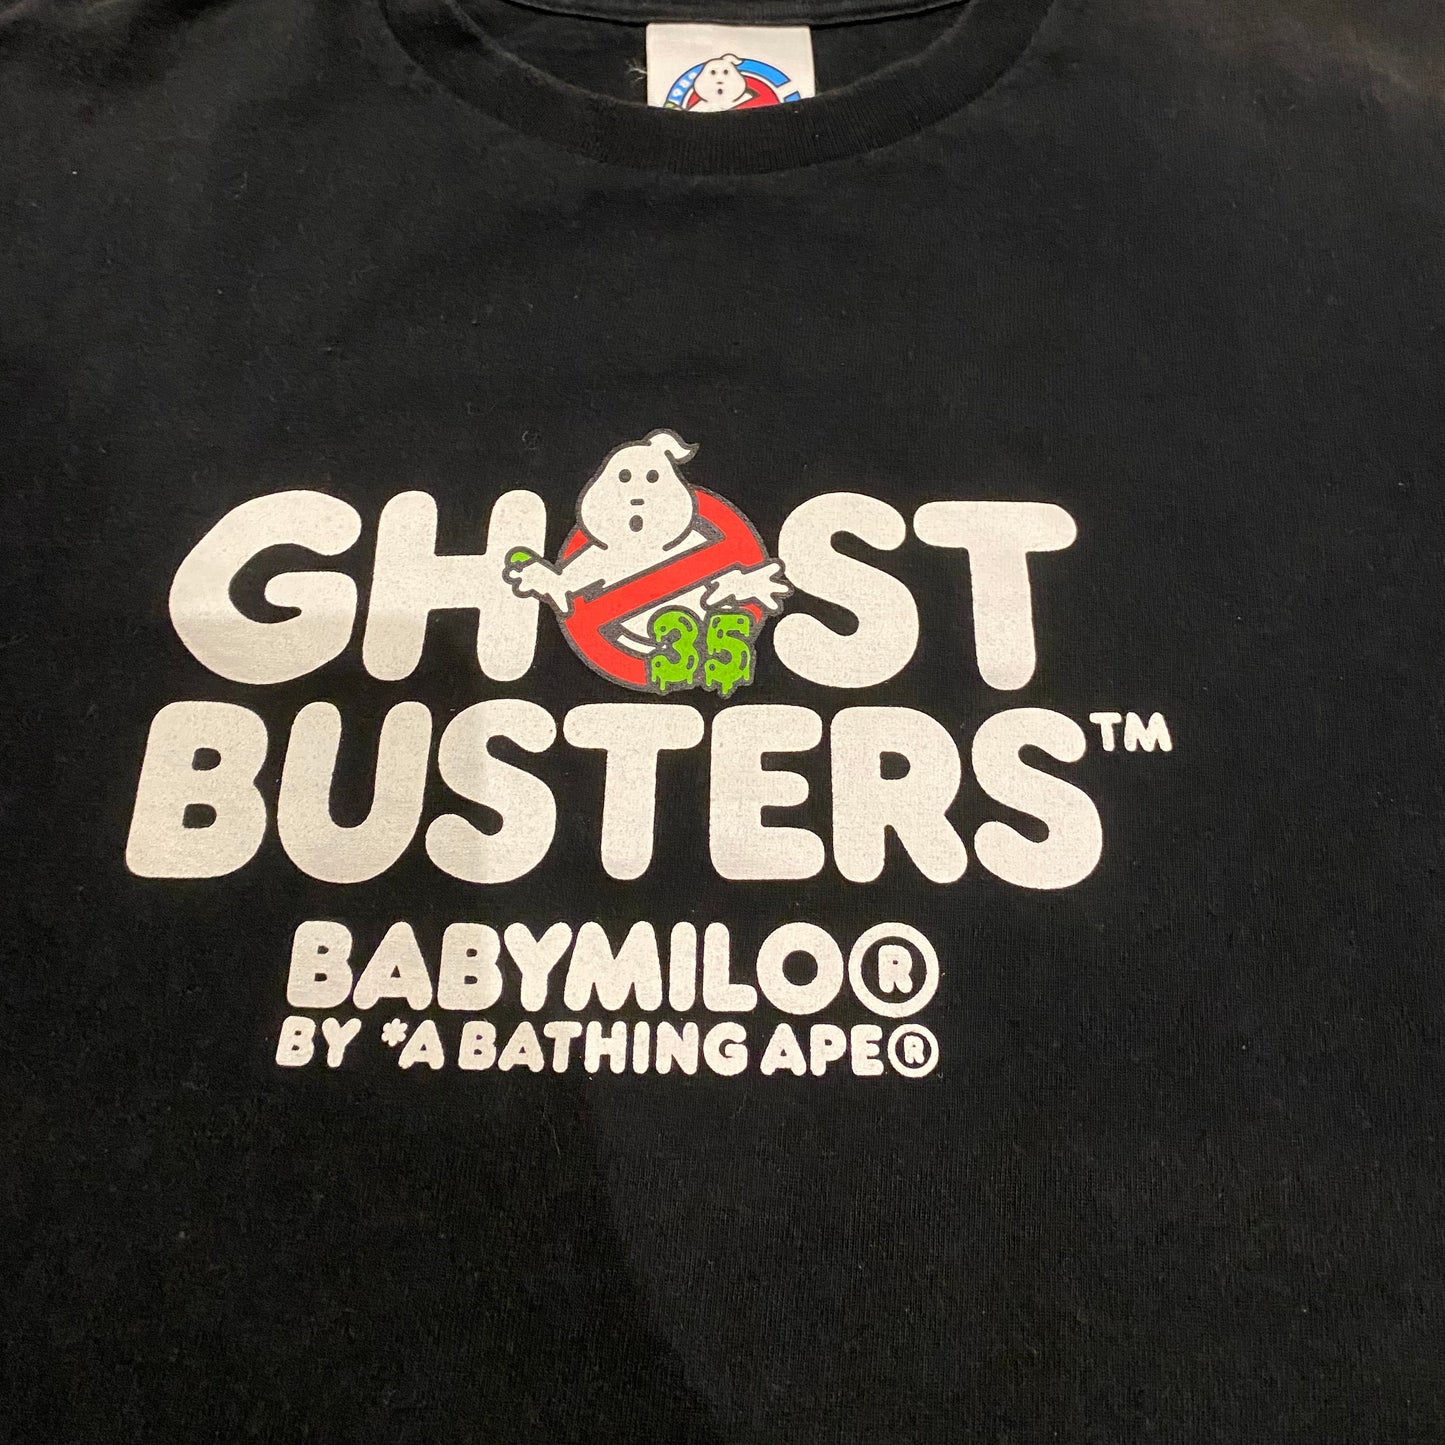 GHOST
35
BUSTERS™
BABYMILO®
BY *A BATHING APE®